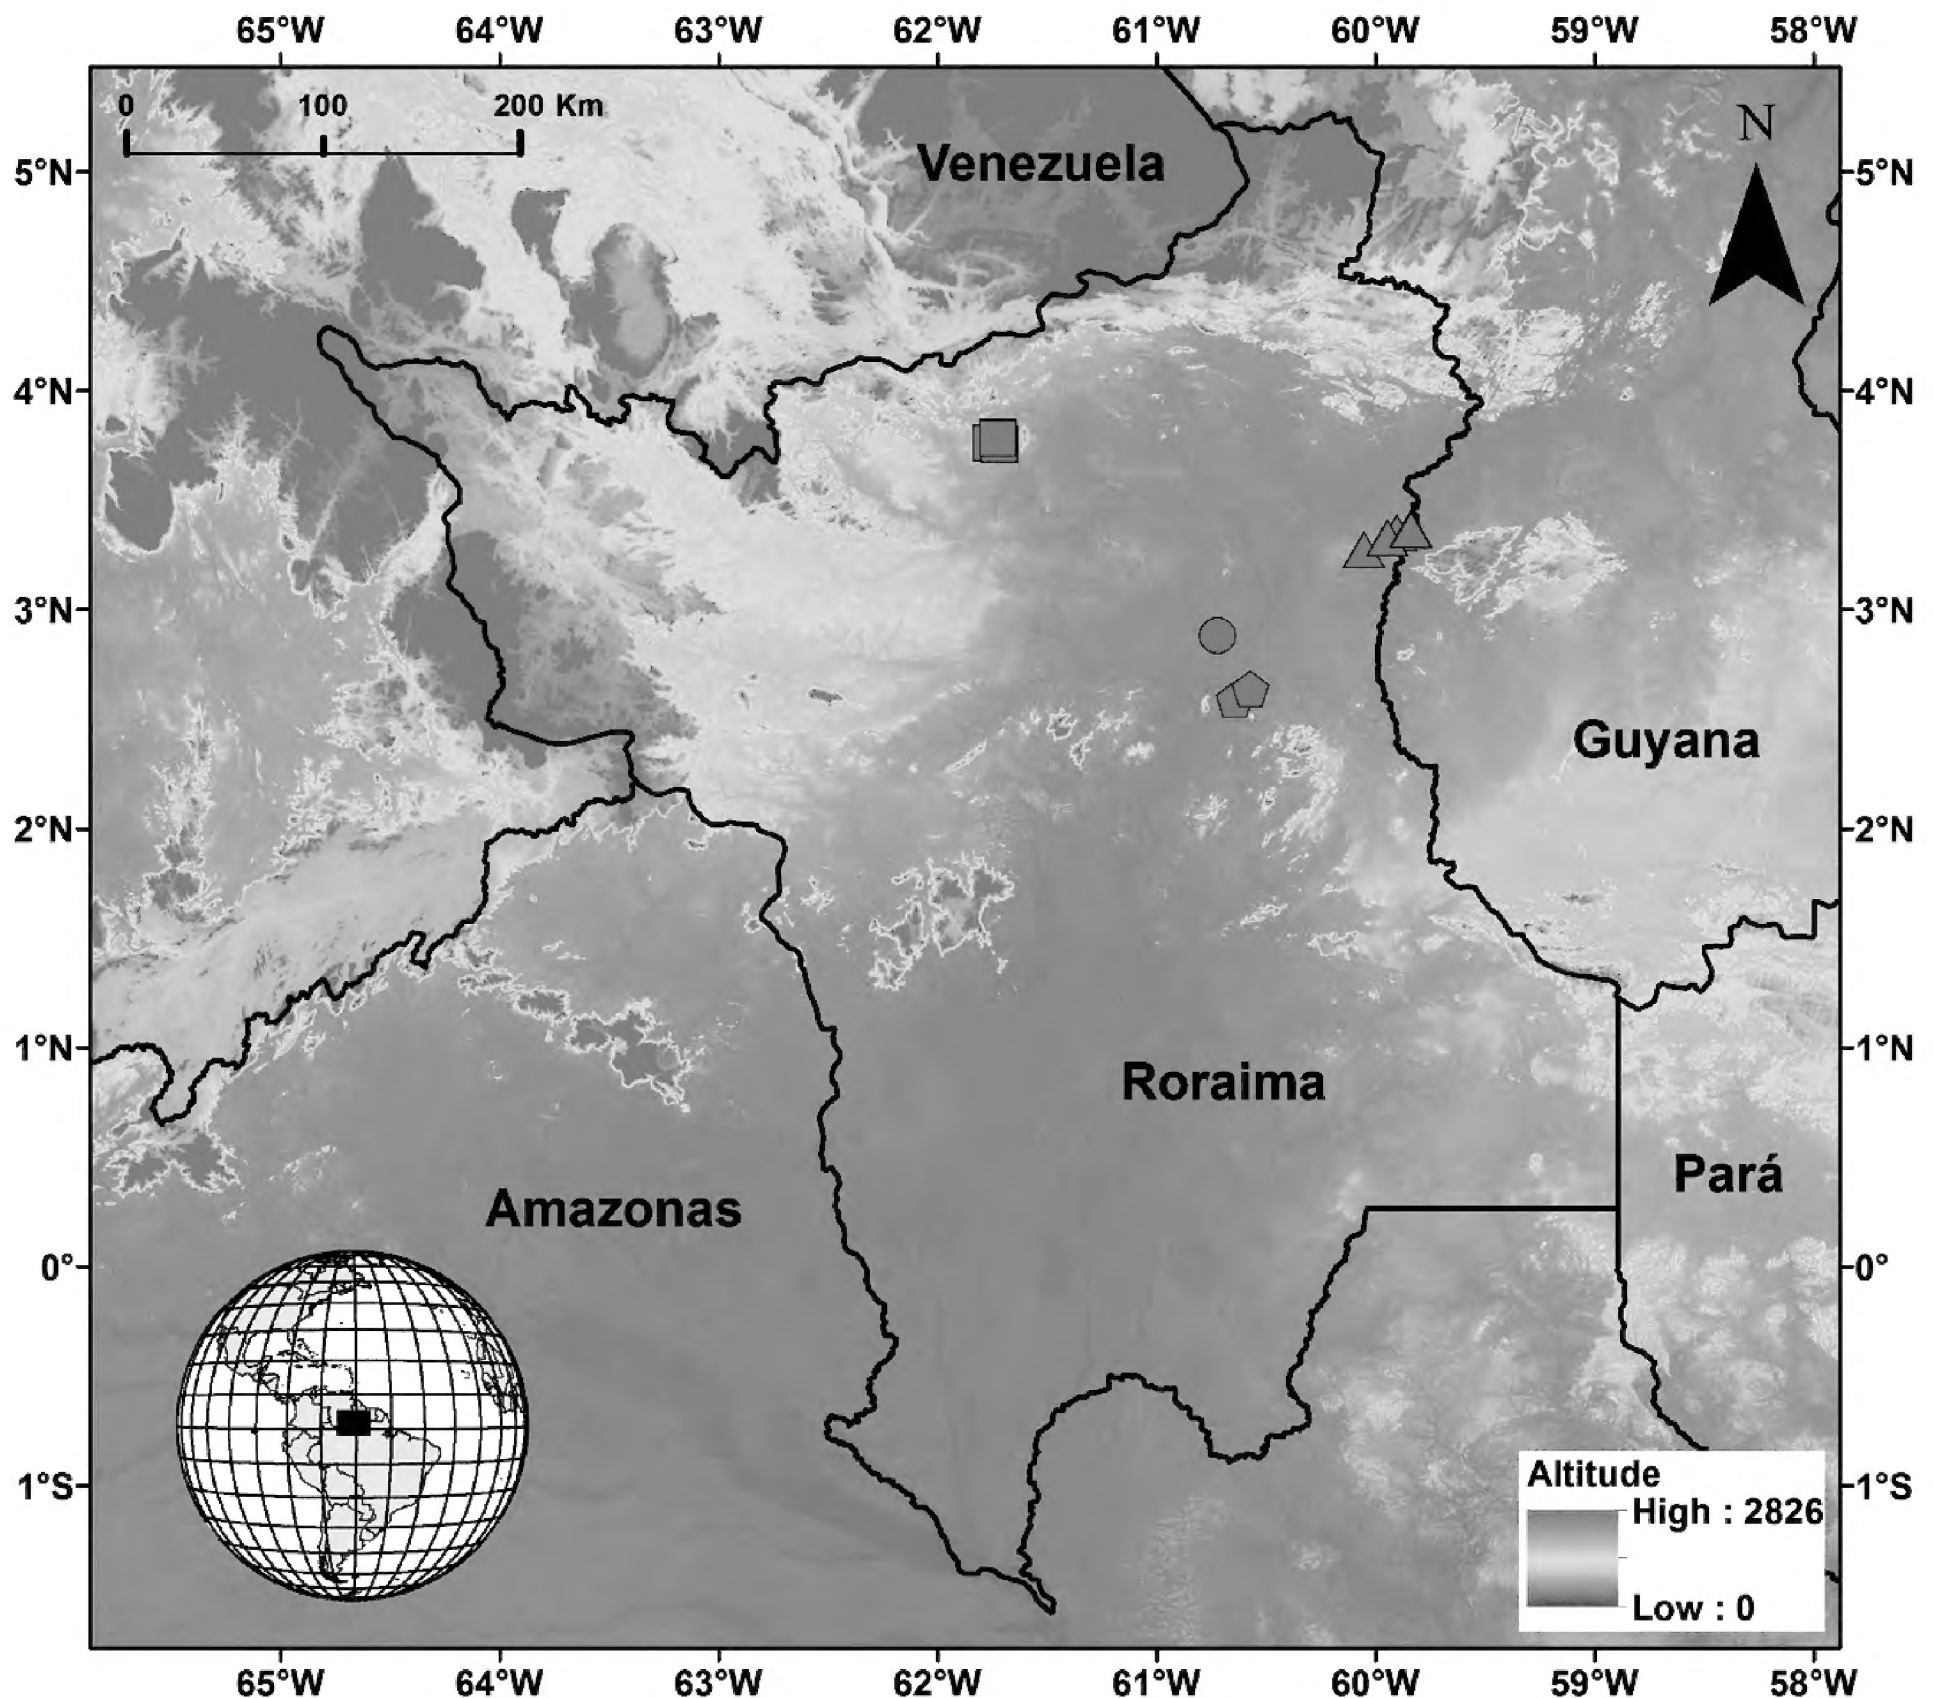 65°W 64°W 63°W 62°W 61°W 60°W 59°W 58°W
0 100 200 Km
N
Venezuela
5°N 5°N
4°N 4°N
3°N 3°N
Guyana
2°N 2°N
1°N 1°N
Roraima
Pará
Amazonas
0° 0°
Altitude
1°S 1°S
High : 2826
Low : 0
65°W 64°W 63°W 62°W 61°W 60°W 59°W 58°W